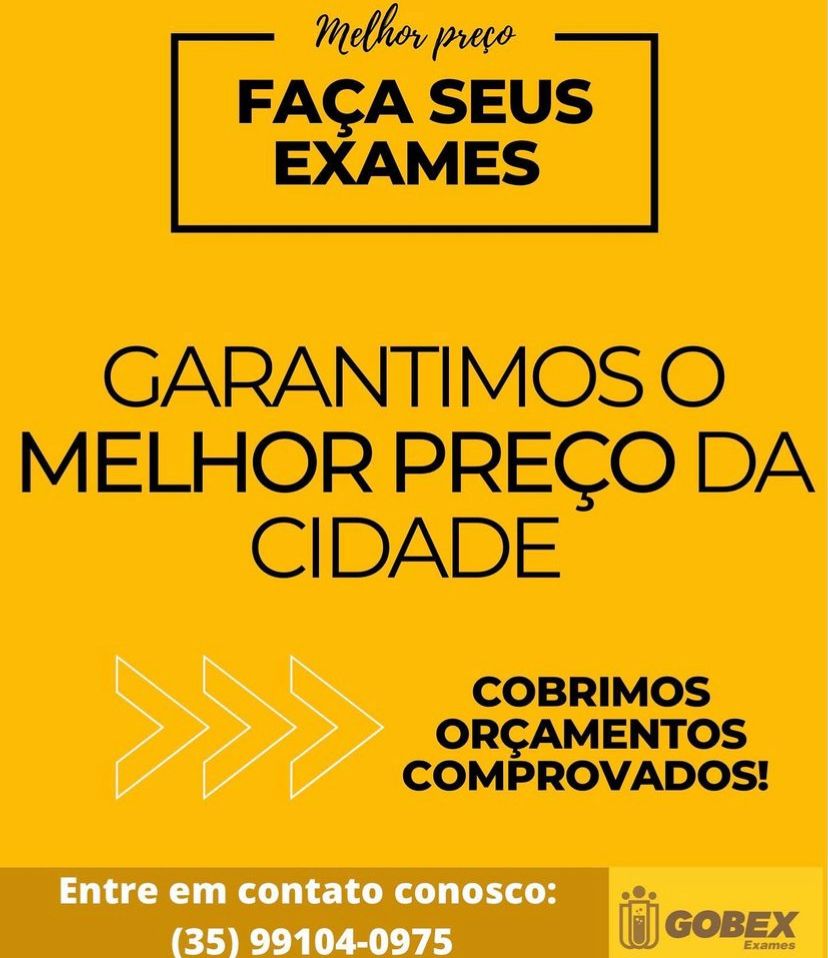 Melhor preço
FAÇA SEUS
EXAMES
GARANTIMOS O
MELHOR PREÇO DA
CIDADE
COBRIMOS
ORÇAMENTOS
COMPROVADOS!
Entre em contato conosco:
(35) 99104-0975
GOBEX
Exames